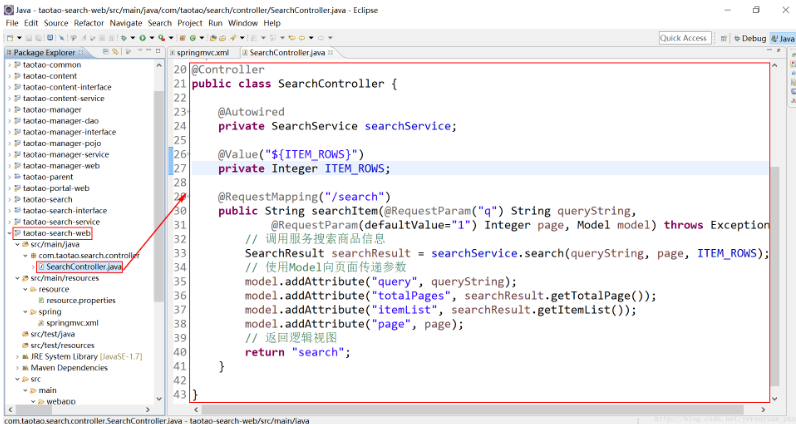 Java - taotao-search-web/src/main/java/com/taotao/search/controller/SearchController.java - Eclipse
File Edit Source Refactor Navigate Search Project Run Window Help
Quick Access Debug Java
Package Explorer
springmvc.xml SearchController.java
taotao-common
taotao-content
taotao-content-interface
taotao-content-service
taotao-manager
taotao-manager-dao
taotao-manager-interface
taotao-manager-pojo
taotao-manager-service
taotao-manager-web
taotao-parent
taotao-portal-web
taotao-search
taotao-search-interface
taotao-search-service
taotao-search-web
src/main/java
com.taotao.search.controller
SearchController.java
src/main/resources
resource
resource.properties
spring
springmvc.xml
src/test/java
src/test/resources
JRE System Library [JavaSE-1.7]
Maven Dependencies
src
main
webapp
20 @Controller
21 public class SearchController {
22
23 @Autowired
24 private SearchService searchService;
25
26 @Value("${ITEM_ROWS}")
27 private Integer ITEM_ROWS;
28
29 @RequestMapping("/search")
30 public String searchItem(@RequestParam("q") String queryString,
31 @RequestParam(defaultValue="1") Integer page, Model model) throws Exception
32 // 调用服务搜索商品信息
33 SearchResult searchResult = searchService.search(queryString, page, ITEM_ROWS);
34 // 使用Model向页面传递参数
35 model.addAttribute("query", queryString);
36 model.addAttribute("totalPages", searchResult.getTotalPage());
37 model.addAttribute("itemList", searchResult.getItemList());
38 model.addAttribute("page", page);
39 // 返回逻辑视图
40 return "search";
41 }
42
43 }
com.taotao.search.controller.SearchController.java - taotao-search-web/src/main/java